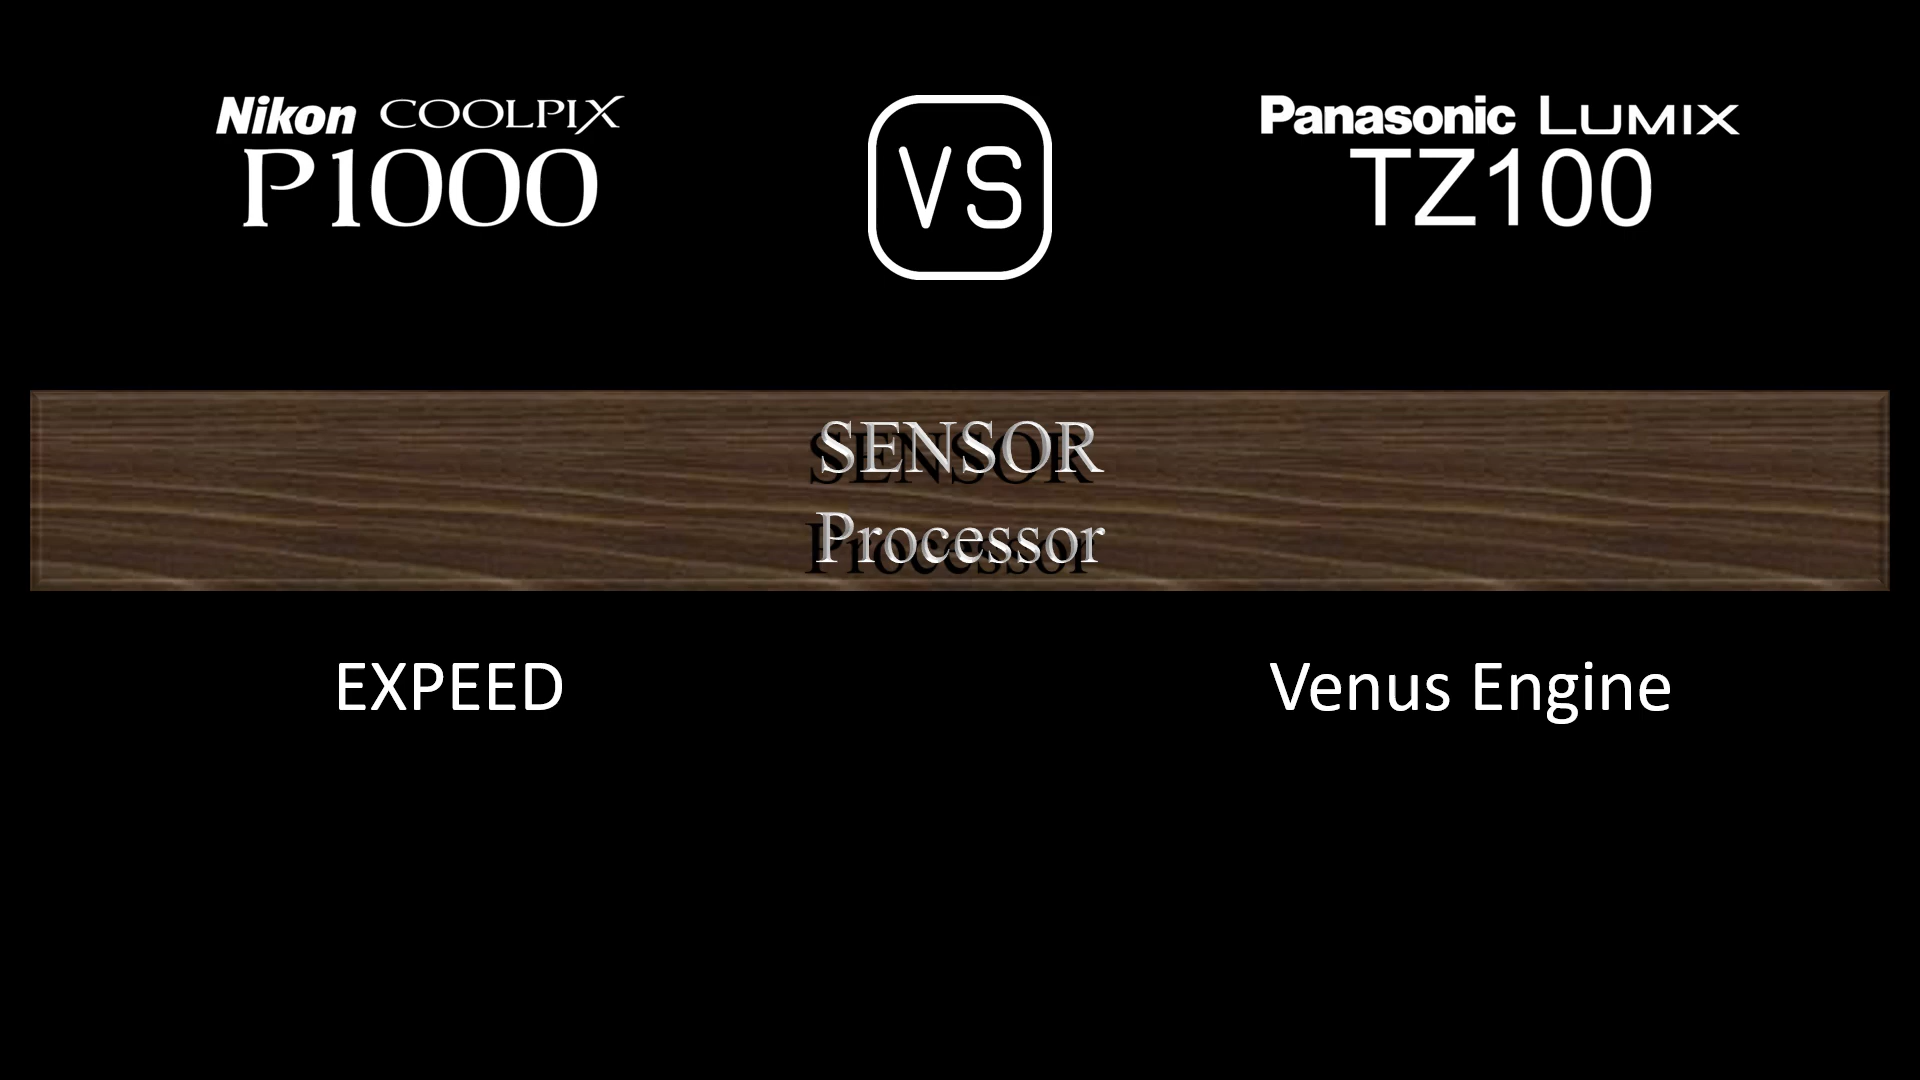 Nikon COOLPIX
P1000
VS
Panasonic LUMIX
TZ100
SENSOR
Processor
EXPEED
Venus Engine